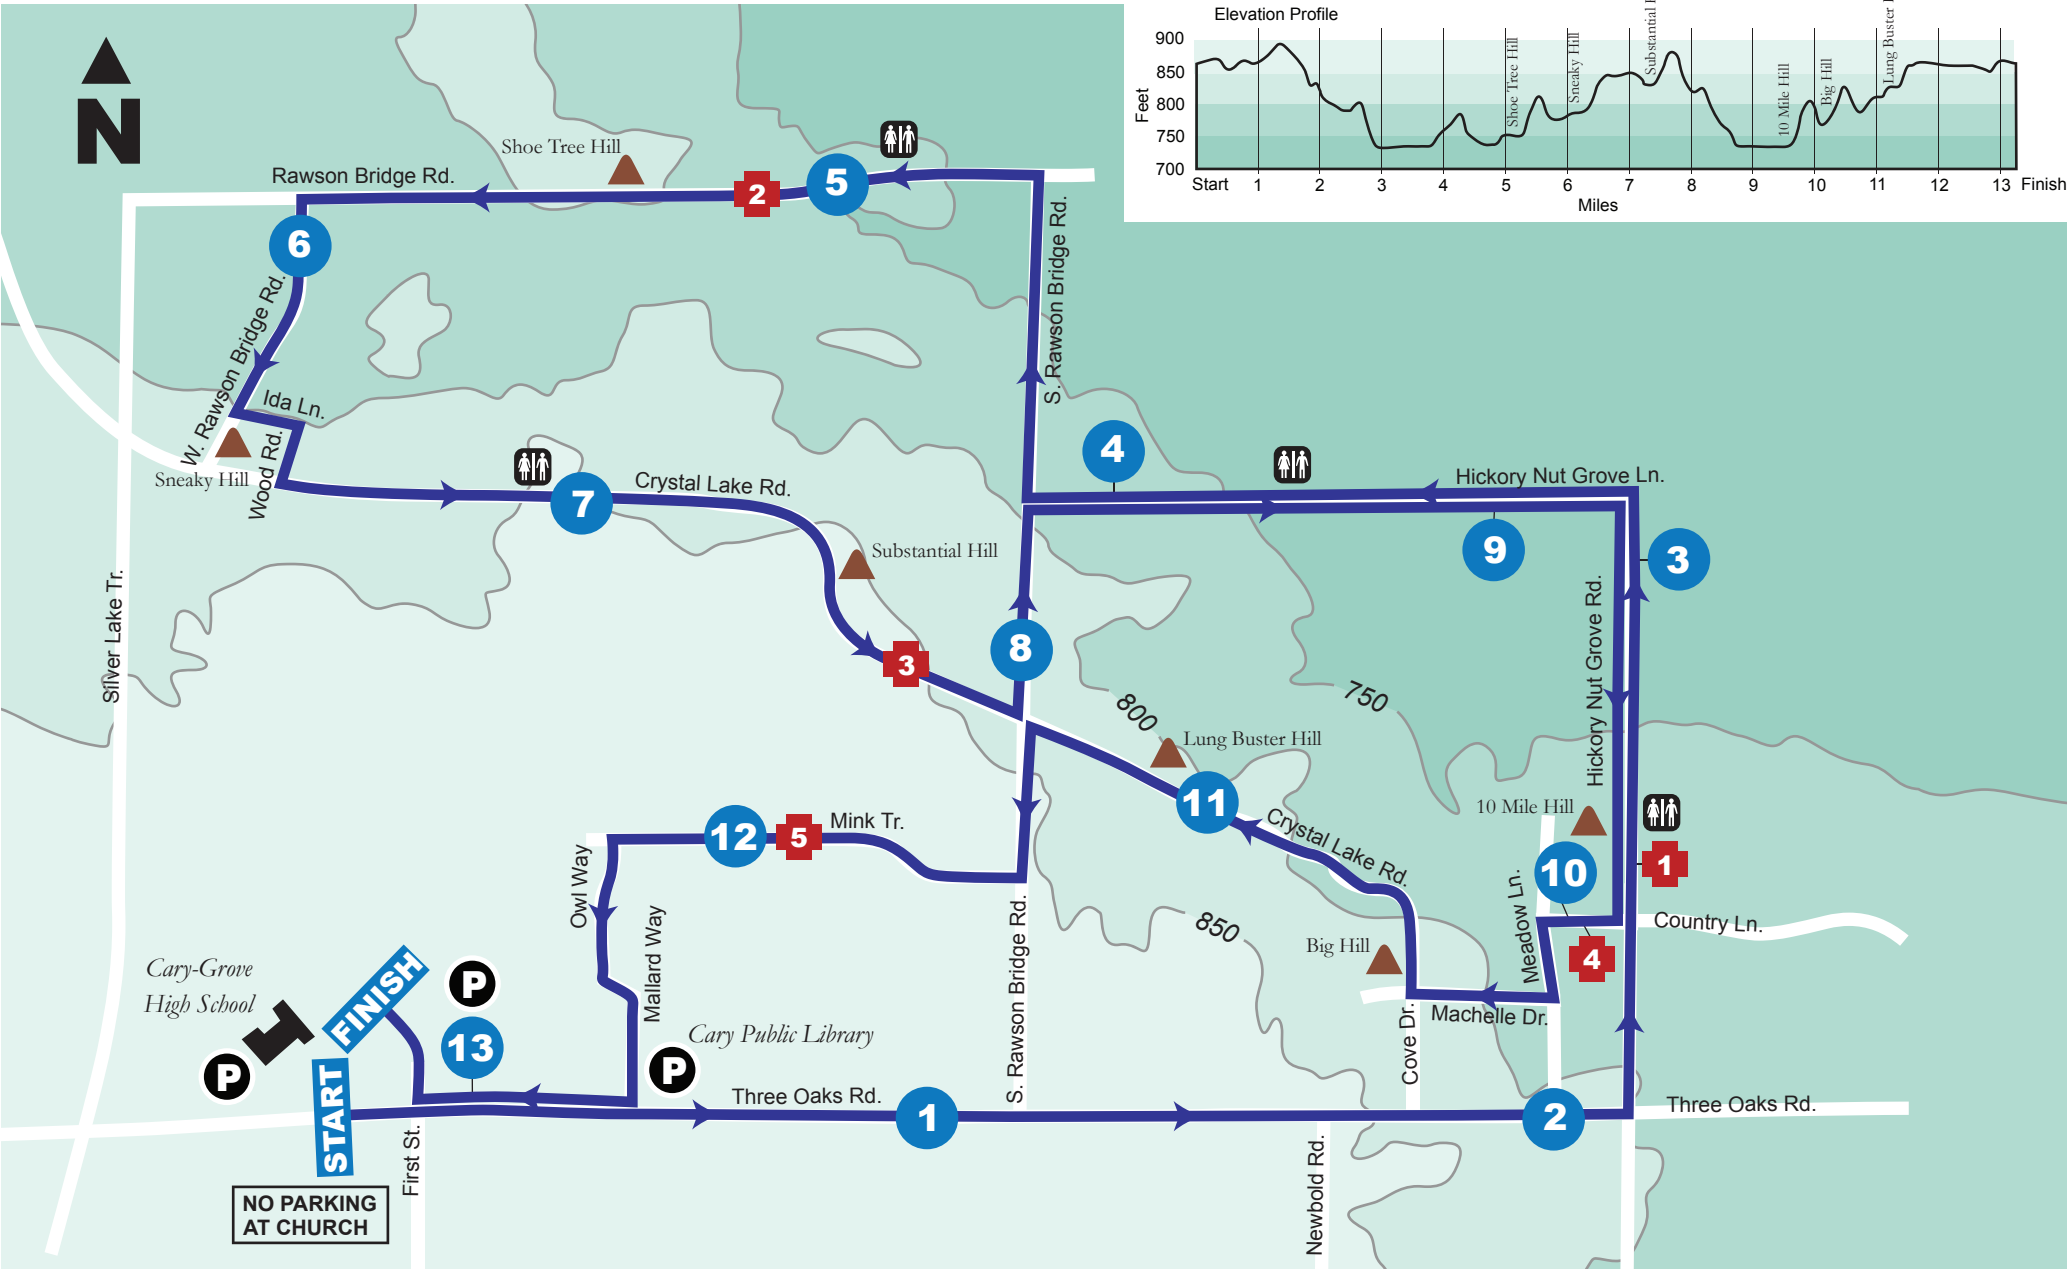 N
Elevation Profile
900
850
800
750
700
Feet
Shoe Tree Hill
Sneaky Hill
Substantial
10 Mile Hill
Big Hill
Lung Buster
Start 1 2 3 4 5 6 7 8 9 10 11 12 13 Finish
Miles
Shoe Tree Hill
Rawson Bridge Rd.
2
5
6
S. Rawson Bridge Rd.
W. Rawson Bridge Rd.
Ida Ln.
Wood Rd.
Sneaky Hill
7
Crystal Lake Rd.
4
Hickory Nut Grove Ln.
9
3
Substantial Hill
Silver Lake Tr.
3
8
Hickory Nut Grove Rd.
750
800
Lung Buster Hill
11
Crystal Lake Rd.
10 Mile Hill
10
1
Mink Tr.
12
5
Owl Way
Mallard Way
S. Rawson Bridge Rd.
850
Big Hill
Meadow Ln.
4
Country Ln.
Machelle Dr.
Cove Dr.
Cary-Grove
High School
FINISH
P
13
P
START
P
Cary Public Library
Three Oaks Rd.
1
2
Three Oaks Rd.
First St.
Newbold Rd.
NO PARKING
AT CHURCH